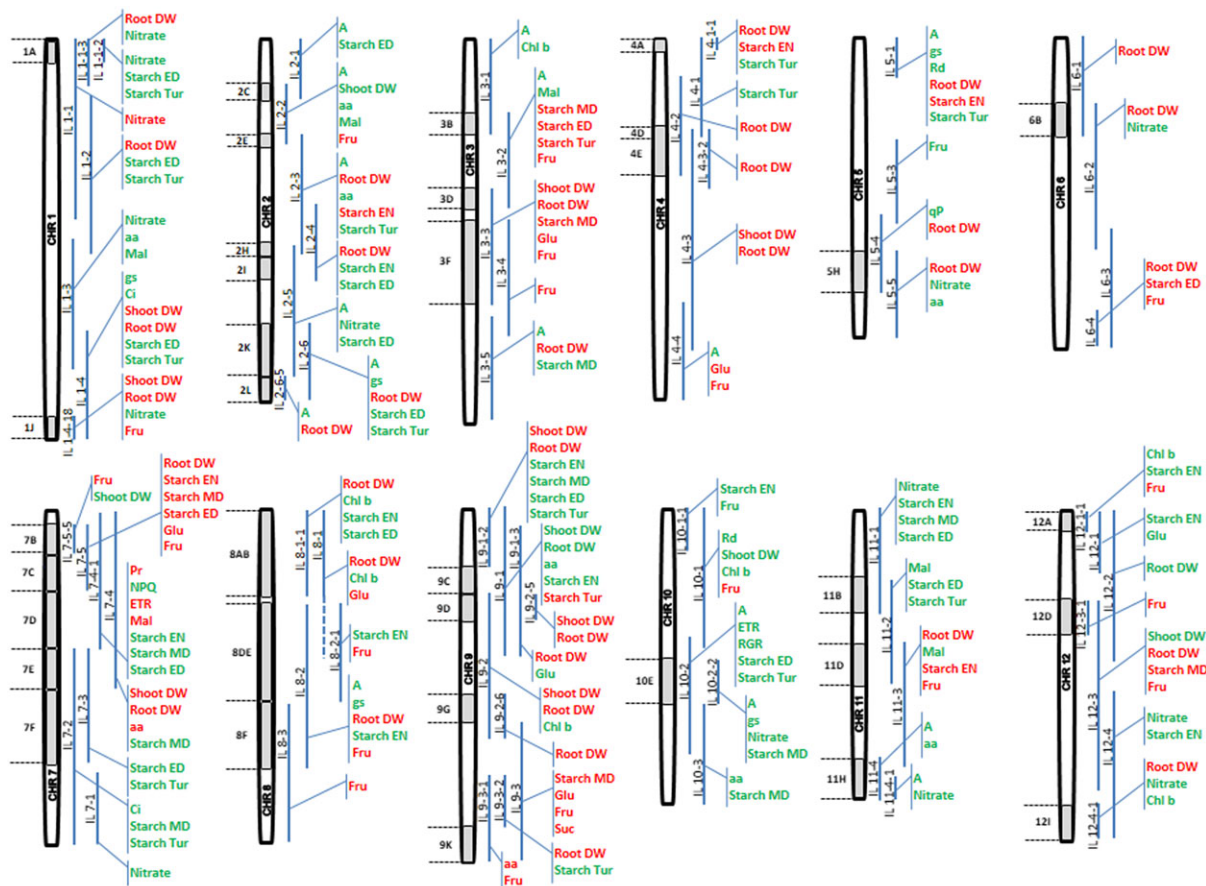 1A
1J
CHR 1
IL 1-1-3
IL 1-1-2
IL 1-1
IL 1-2
IL 1-3
IL 1-4
IL 1-4-18
Root DW
Nitrate
Nitrate
Starch ED
Starch Tur
Nitrate
Root DW
Starch ED
Starch Tur
Nitrate
aa
Mal
gs
Ci
Shoot DW
Root DW
Starch ED
Starch Tur
Shoot DW
Root DW
Nitrate
Fru
2C
2E
2H
2I
2K
2L
CHR 2
IL 2-1
IL 2-2
IL 2-3
IL 2-4
IL 2-5
IL 2-6
IL 2-6-5
A
Starch ED
A
Shoot DW
aa
Mal
Fru
A
Root DW
aa
Starch EN
Starch Tur
Root DW
Starch EN
Starch ED
A
Nitrate
Starch ED
A
gs
Root DW
Starch ED
Starch Tur
A
Root DW
3B
3D
3F
CHR 3
IL 3-1
IL 3-2
IL 3-3
IL 3-4
IL 3-5
A
Chl b
A
Mal
Starch MD
Starch ED
Starch Tur
Fru
Shoot DW
Root DW
Starch MD
Glu
Fru
Fru
A
Root DW
Starch MD
4A
4D
4E
CHR 4
IL 4-1-1
IL 4-1
IL 4-2
IL 4-3-2
IL 4-3
IL 4-4
Root DW
Starch EN
Starch Tur
Starch Tur
Root DW
Root DW
Shoot DW
Root DW
A
Glu
Fru
5H
CHR 5
IL 5-1
IL 5-3
IL 5-4
IL 5-5
A
gs
Rd
Root DW
Starch EN
Starch Tur
Fru
qP
Root DW
Root DW
Nitrate
aa
6B
CHR 6
IL 6-1
IL 6-2
IL 6-3
IL 6-4
Root DW
Root DW
Nitrate
Root DW
Starch ED
Fru
7B
7C
7D
7E
7F
CHR 7
IL 7-5-5
IL 7-5
IL 7-4-1
IL 7-4
IL 7-3
IL 7-2
IL 7-1
Fru
Shoot DW
Root DW
Starch EN
Starch MD
Starch ED
Glu
Fru
Pr
NPQ
ETR
Mal
Starch EN
Starch MD
Starch ED
Shoot DW
Root DW
aa
Starch MD
Starch ED
Starch Tur
Ci
Starch MD
Starch Tur
Nitrate
8AB
8DE
8F
CHR 8
IL 8-1-1
IL 8-1
IL 8-2-1
IL 8-2
IL 8-3
Root DW
Chl b
Starch EN
Starch ED
Root DW
Chl b
Glu
Starch EN
Fru
A
gs
Root DW
Starch EN
Fru
Fru
9C
9D
9G
9K
CHR 9
IL 9-1-2
IL 9-1-3
IL 9-1
IL 9-2-5
IL 9-2
IL 9-2-6
IL 9-3-1
IL 9-3-2
IL 9-3
Shoot DW
Root DW
Starch EN
Starch MD
Starch ED
Starch Tur
Shoot DW
Root DW
aa
Starch EN
Starch Tur
Shoot DW
Root DW
Root DW
Glu
Shoot DW
Root DW
Chl b
Root DW
Starch MD
Glu
Fru
Suc
Root DW
Starch Tur
aa
Fru
10E
CHR 10
IL 10-1-1
IL 10-1
IL 10-2
IL 10-2-2
IL 10-3
Starch EN
Fru
Rd
Shoot DW
Chl b
Fru
A
ETR
RGR
Starch ED
Starch Tur
A
gs
Nitrate
Starch MD
aa
Starch MD
11B
11D
11H
CHR 11
IL 11-1
IL 11-2
IL 11-3
IL 11-4
IL 11-4-1
Nitrate
Starch EN
Starch MD
Starch ED
Mal
Starch ED
Starch Tur
Root DW
Mal
Starch EN
Fru
A
aa
A
Nitrate
12A
12D
12I
CHR 12
IL 12-1-1
IL 12-1
IL 12-2
IL 12-3-1
IL 12-3
IL 12-4
IL 12-4-1
Chl b
Starch EN
Fru
Starch EN
Glu
Root DW
Fru
Shoot DW
Root DW
Starch MD
Fru
Nitrate
Starch EN
Root DW
Nitrate
Chl b